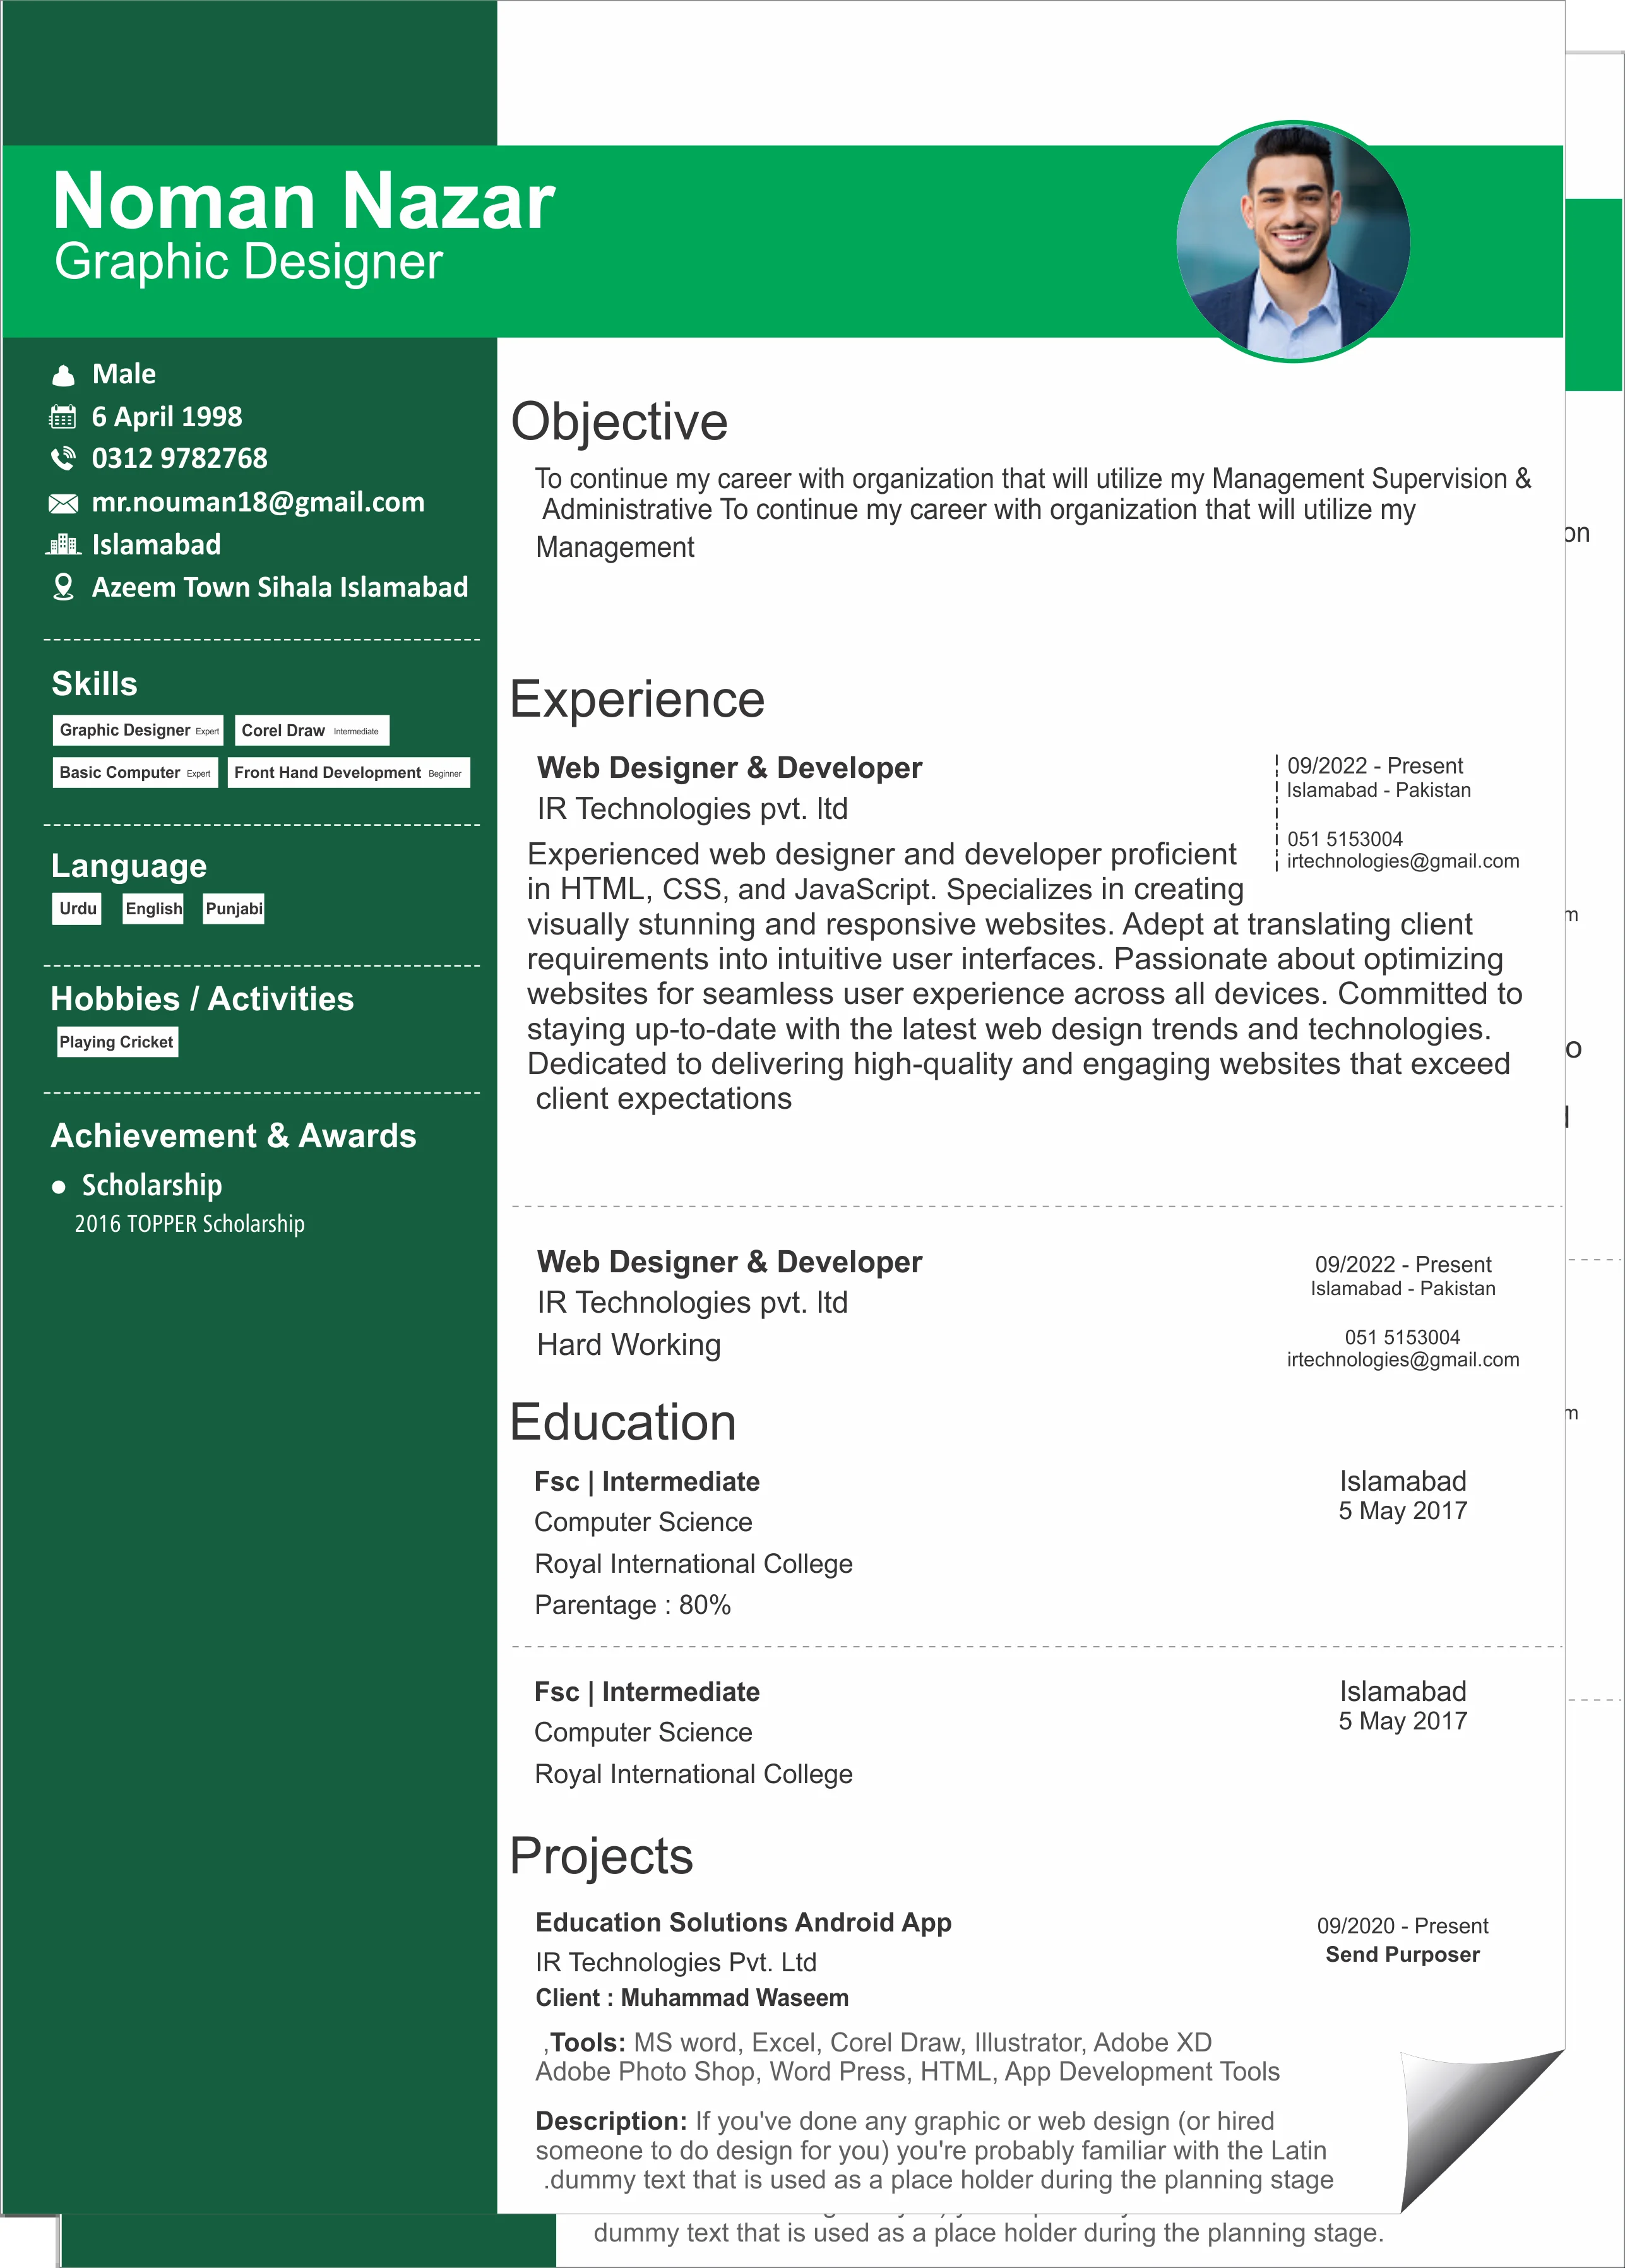 Noman Nazar
Graphic Designer
Male
6 April 1998
0312 9782768
mr.nouman18@gmail.com
Islamabad
Azeem Town Sihala Islamabad
Skills
Graphic Designer Expert
Corel Draw Intermediate
Basic Computer Expert
Front Hand Development Beginner
Language
Urdu
English
Punjabi
Hobbies / Activities
Playing Cricket
Achievement & Awards
Scholarship
2016 TOPPER Scholarship
Objective
To continue my career with organization that will utilize my Management Supervision &
Administrative To continue my career with organization that will utilize my
Management
Experience
Web Designer & Developer
IR Technologies pvt. ltd
09/2022 - Present
Islamabad - Pakistan
051 5153004
irtechnologies@gmail.com
Experienced web designer and developer proficient
in HTML, CSS, and JavaScript. Specializes in creating
visually stunning and responsive websites. Adept at translating client
requirements into intuitive user interfaces. Passionate about optimizing
websites for seamless user experience across all devices. Committed to
staying up-to-date with the latest web design trends and technologies.
Dedicated to delivering high-quality and engaging websites that exceed
client expectations
Web Designer & Developer
IR Technologies pvt. ltd
Hard Working
09/2022 - Present
Islamabad - Pakistan
051 5153004
irtechnologies@gmail.com
Education
Fsc | Intermediate
Computer Science
Royal International College
Parentage : 80%
Islamabad
5 May 2017
Fsc | Intermediate
Computer Science
Royal International College
Islamabad
5 May 2017
Projects
Education Solutions Android App
IR Technologies Pvt. Ltd
Client : Muhammad Waseem
09/2020 - Present
Send Purposer
,Tools: MS word, Excel, Corel Draw, Illustrator, Adobe XD
Adobe Photo Shop, Word Press, HTML, App Development Tools
Description: If you've done any graphic or web design (or hired
someone to do design for you) you're probably familiar with the Latin
.dummy text that is used as a place holder during the planning stage
dummy text that is used as a place holder during the planning stage.